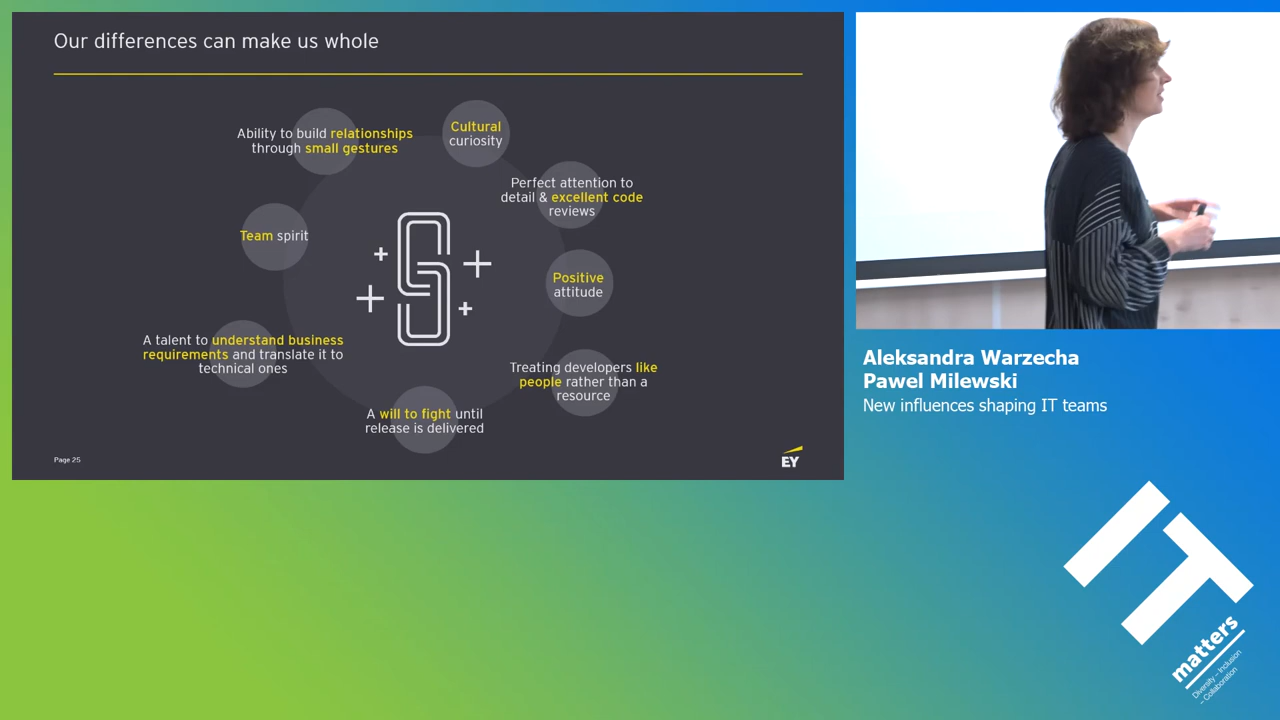 Our differences can make us whole
Ability to build relationships
through small gestures
Cultural
curiosity
Perfect attention to
detail & excellent code
reviews
Team spirit
Positive
attitude
A talent to understand business
requirements and translate it to
technical ones
Treating developers like
people rather than a
resource
A will to fight until
release is delivered
Page 25
EY
Aleksandra Warzecha
Pawel Milewski
New influences shaping IT teams
IT
matters
Diversity – Inclusion
– Collaboration